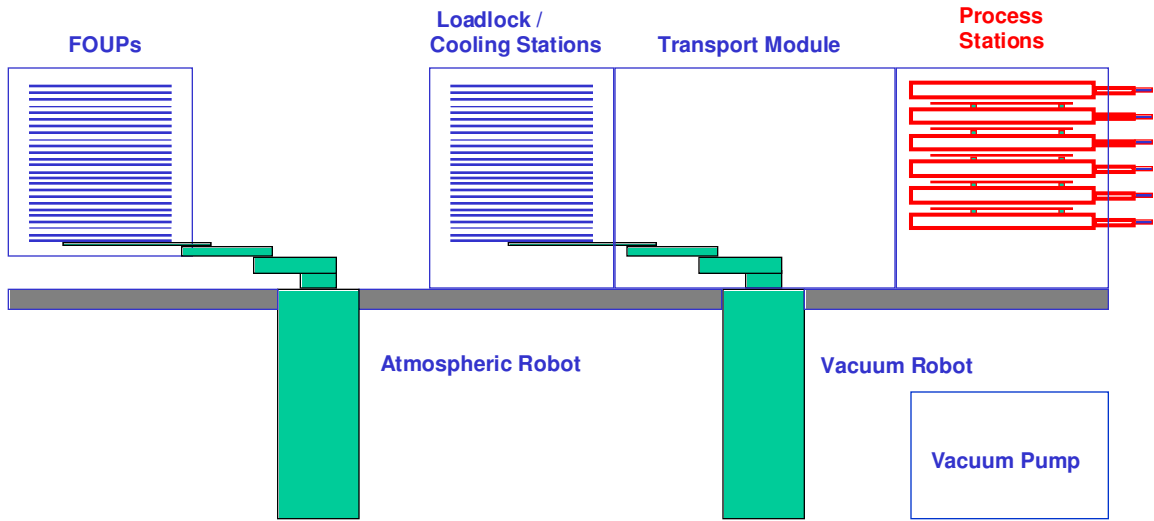 FOUPs
Loadlock /
Cooling Stations
Transport Module
Process
Stations
Atmospheric Robot
Vacuum Robot
Vacuum Pump